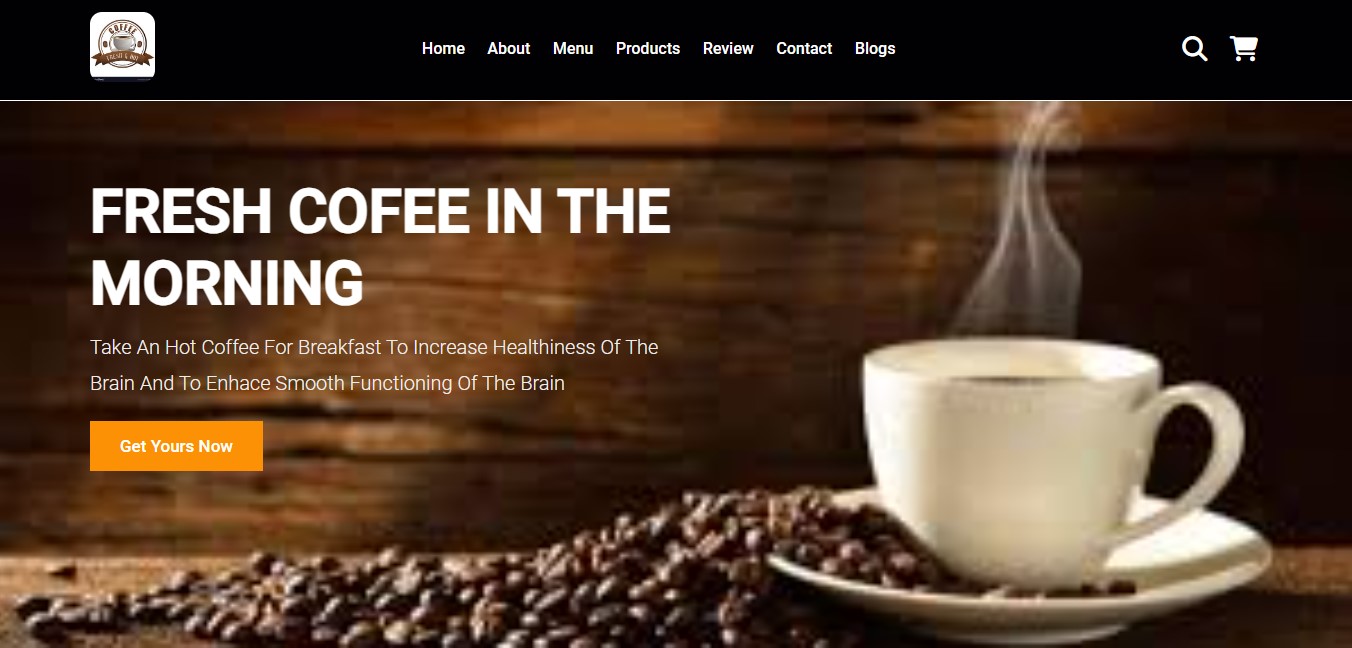 COFFEE
FRESH & HOT
Home About Menu Products Review Contact Blogs
FRESH COFEE IN THE
MORNING
Take An Hot Coffee For Breakfast To Increase Healthiness Of The
Brain And To Enhace Smooth Functioning Of The Brain
Get Yours Now